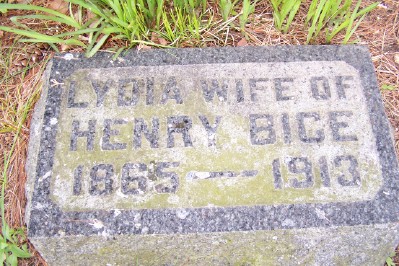 LYDIA WIFE OF
HENRY BICE
1865 — 1913